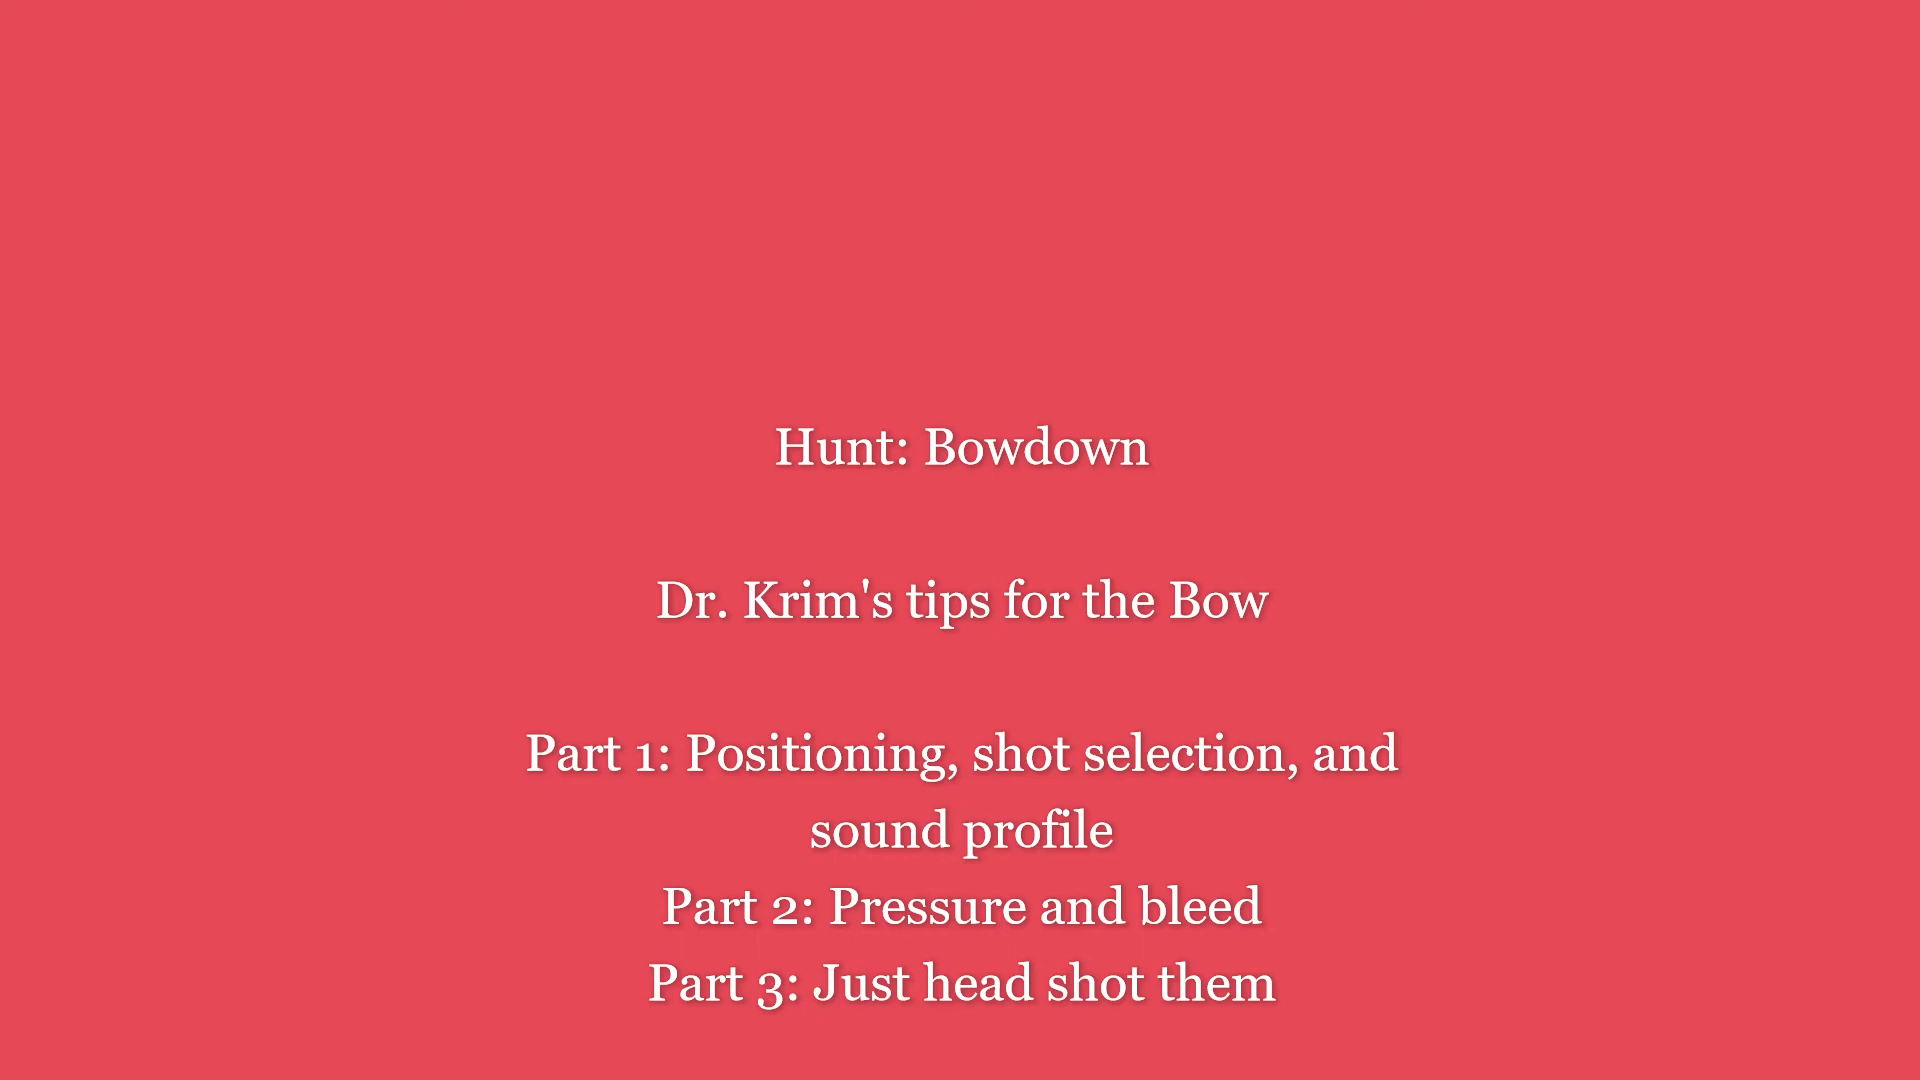 Hunt: Bowdown
Dr. Krim's tips for the Bow
Part 1: Positioning, shot selection, and
sound profile
Part 2: Pressure and bleed
Part 3: Just head shot them